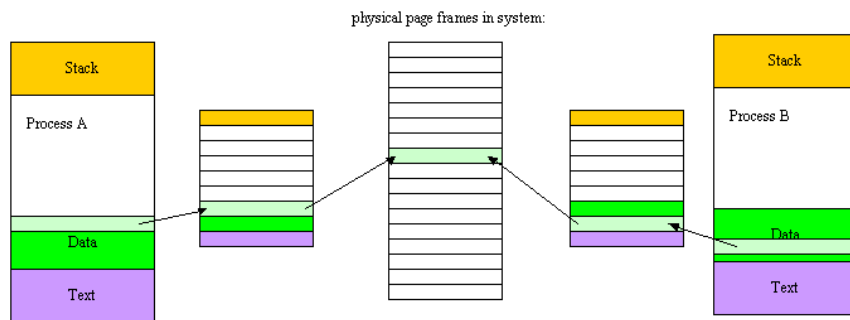 physical page frames in system:
Stack
Process A
Data
Text
Stack
Process B
Data
Text